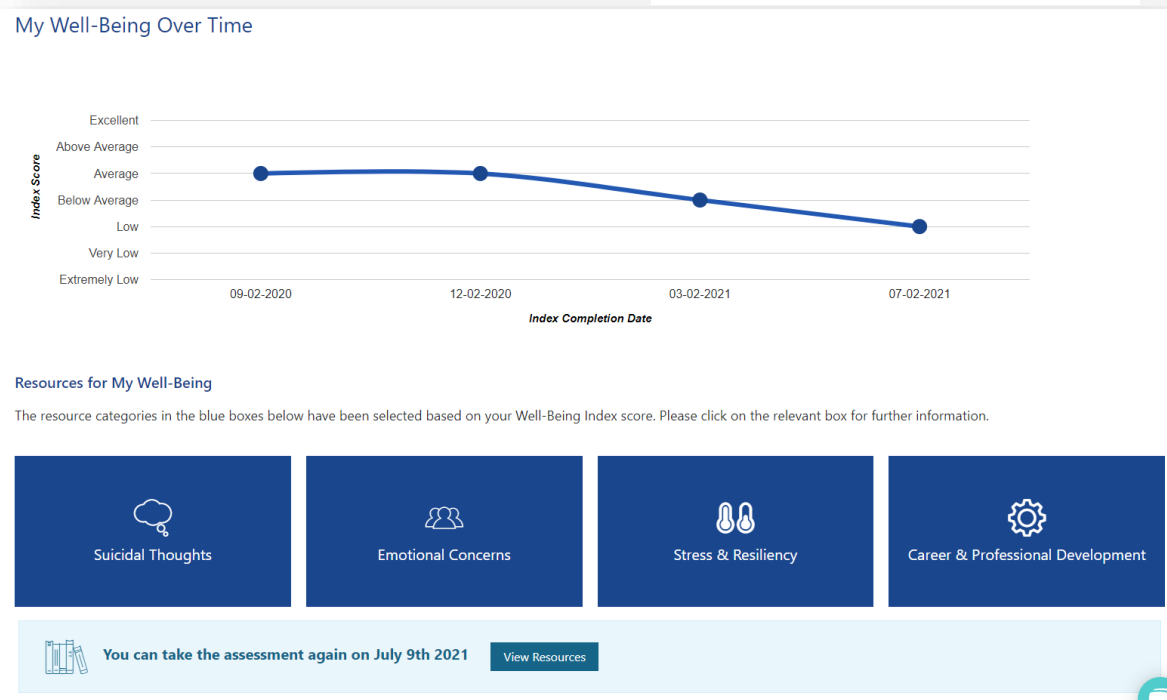 My Well-Being Over Time
Excellent
Above Average
Average
Below Average
Low
Very Low
Extremely Low
Index Score
09-02-2020 12-02-2020 03-02-2021 07-02-2021
Index Completion Date
Resources for My Well-Being
The resource categories in the blue boxes below have been selected based on your Well-Being Index score. Please click on the relevant box for further information.
Suicidal Thoughts Emotional Concerns Stress & Resiliency Career & Professional Development
You can take the assessment again on July 9th 2021 View Resources